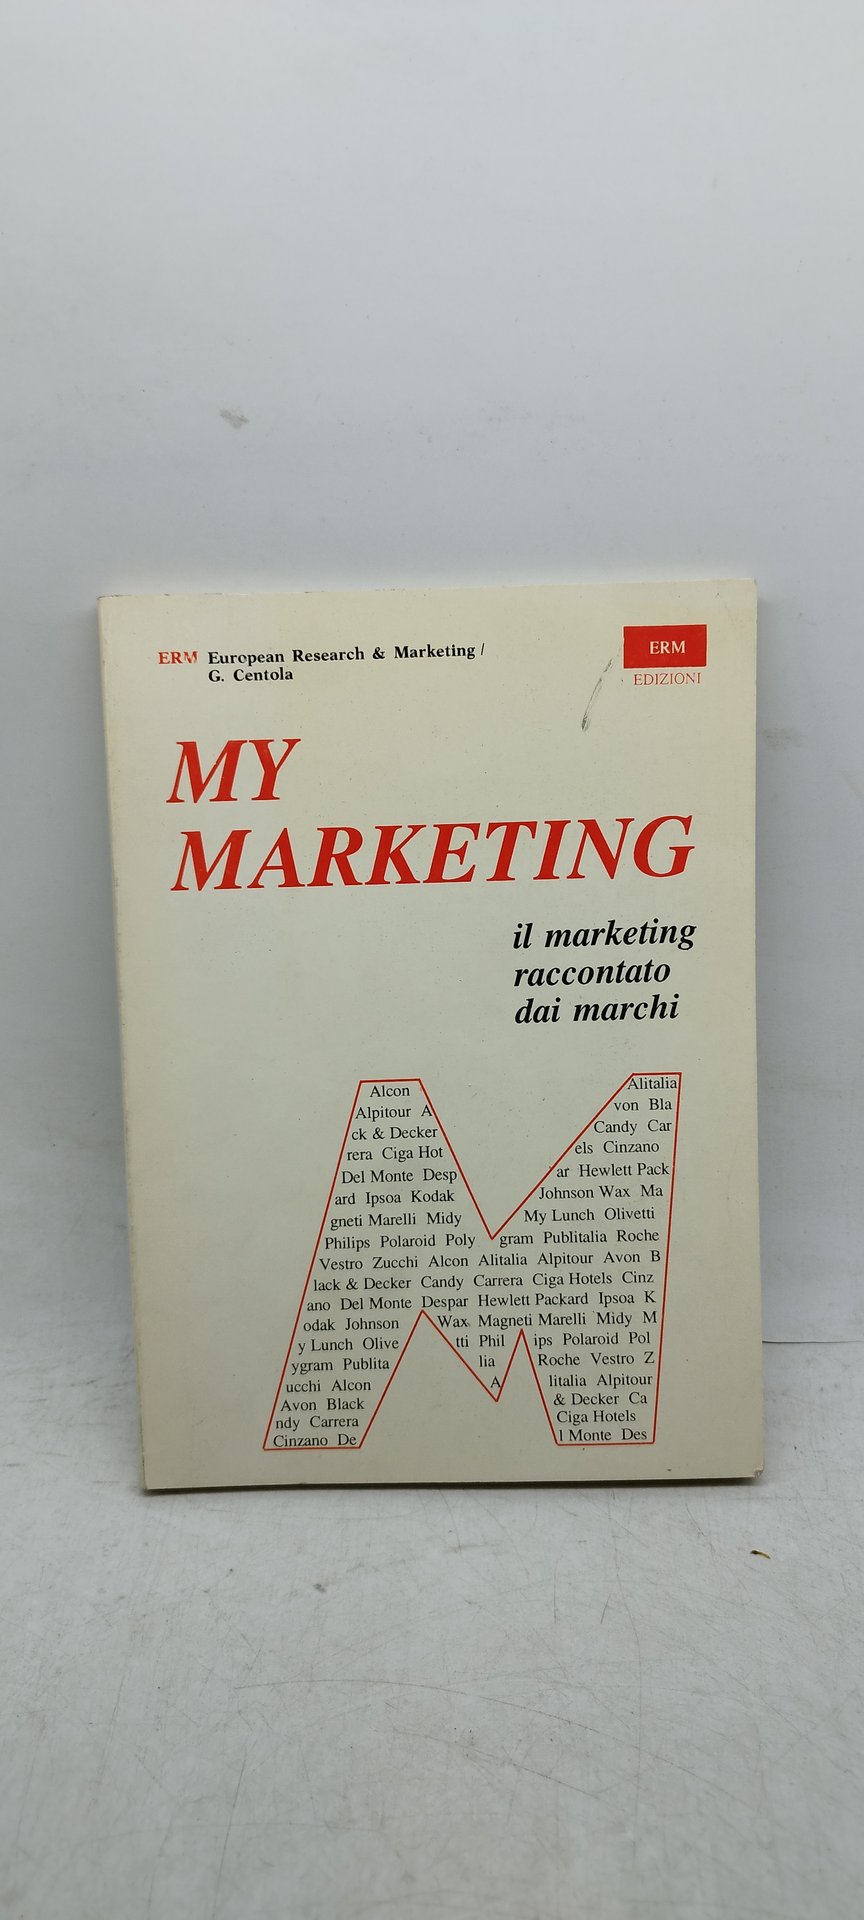 ERM European Research & Marketing /
G. Centola
ERM
EDIZIONI
MY
MARKETING
il marketing
raccontato
dai marchi
Alcon Alitalia
Alpitour A von Bla
ck & Decker Candy Car
rera Ciga Hot els Cinzano
Del Monte Desp ar Hewlett Pack
ard Ipsoa Kodak Johnson Wax Ma
gneti Marelli Midy My Lunch Olivetti
Philips Polaroid Poly gram Publitalia Roche
Vestro Zucchi Alcon Alitalia Alpitour Avon B
lack & Decker Candy Carrera Ciga Hotels Cinz
ano Del Monte Despar Hewlett Packard Ipsoa K
odak Johnson Wax Magneti Marelli Midy M
y Lunch Olive tti Phil ips Polaroid Pol
ygram Publita lia Roche Vestro Z
ucchi Alcon A litalia Alpitour
Avon Black & Decker Ca
ndy Carrera Ciga Hotels
Cinzano De l Monte Des